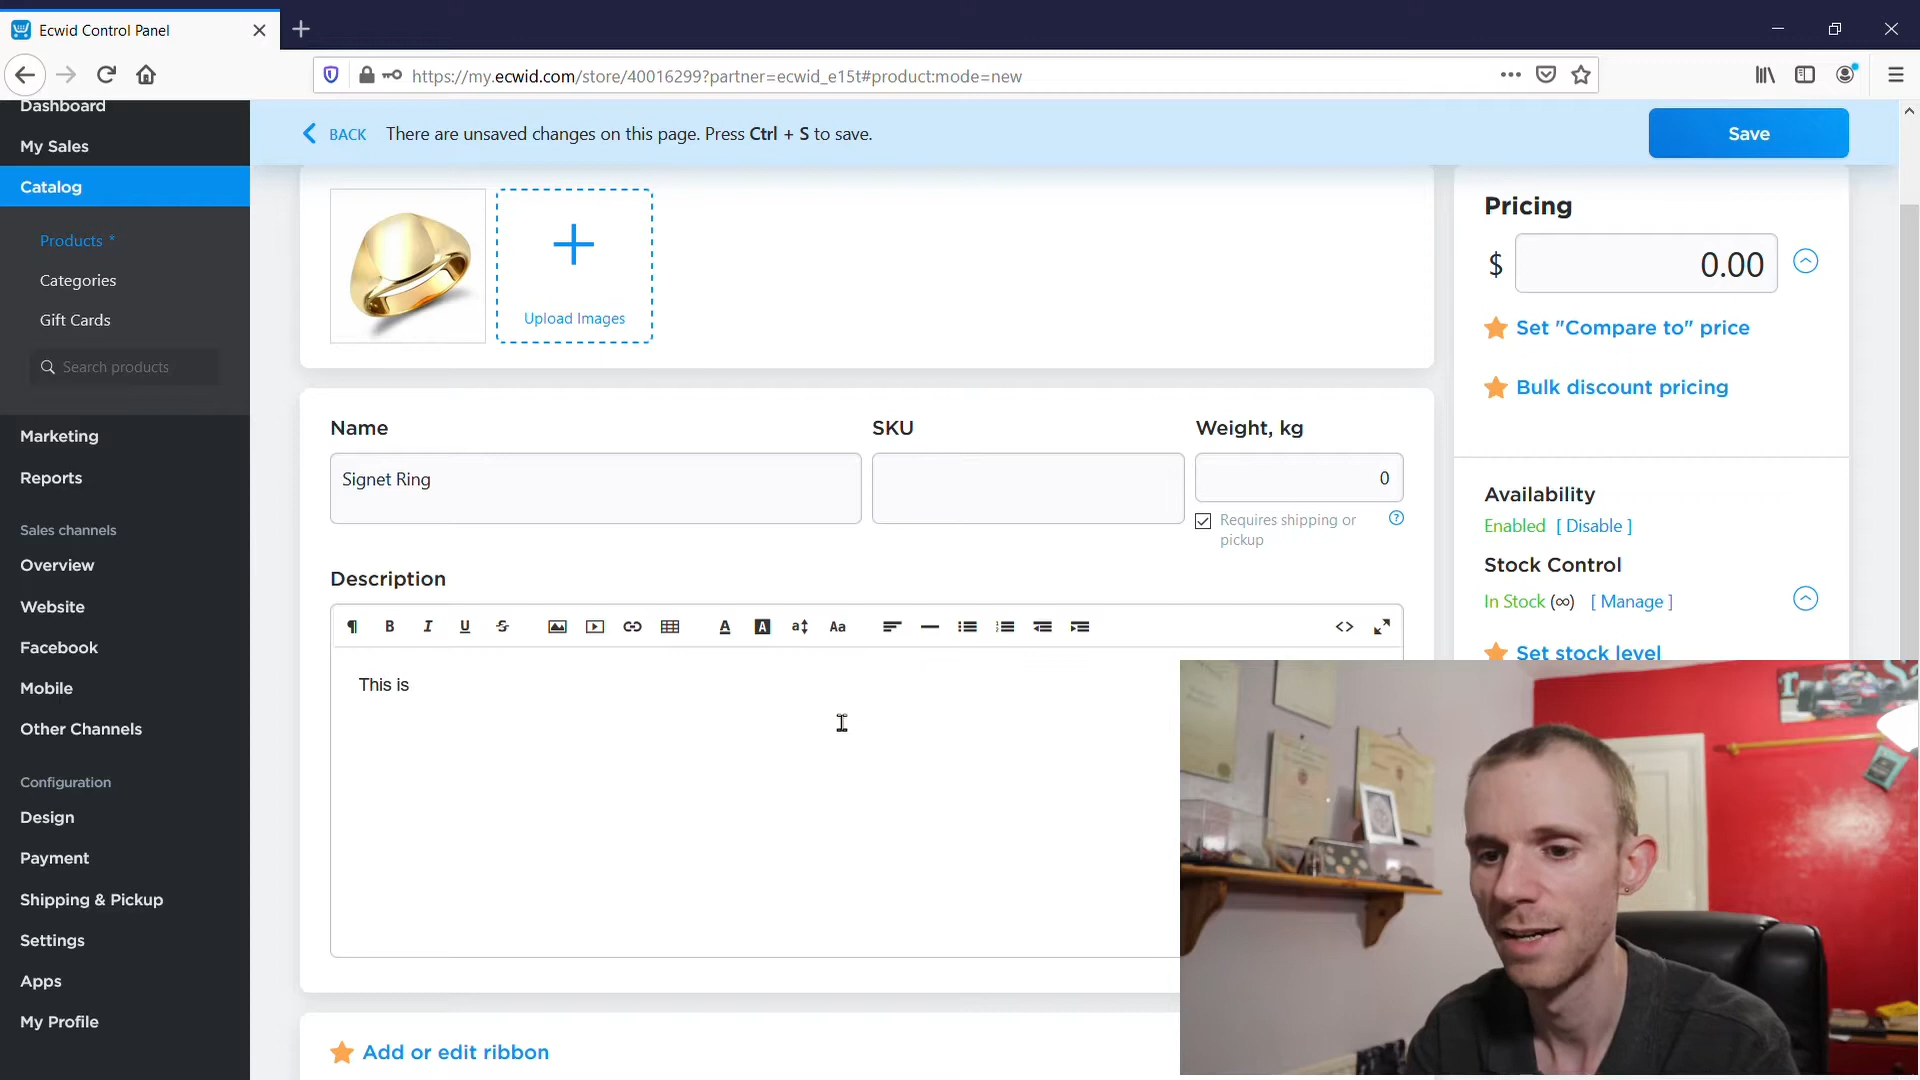 Ecwid Control Panel
https://my.ecwid.com/store/40016299?partner=ecwid_e15t#product:mode=new
Dashboard
My Sales
Catalog
Products *
Categories
Gift Cards
Search products
Marketing
Reports
Sales channels
Overview
Website
Facebook
Mobile
Other Channels
Configuration
Design
Payment
Shipping & Pickup
Settings
Apps
My Profile
BACK There are unsaved changes on this page. Press Ctrl + S to save.
Save
Upload Images
Name
Signet Ring
SKU
Weight, kg
0
Requires shipping or
pickup
Description
This is
Add or edit ribbon
Pricing
$ 0.00
Set "Compare to" price
Bulk discount pricing
Availability
Enabled [ Disable ]
Stock Control
In Stock (∞) [ Manage ]
Set stock level